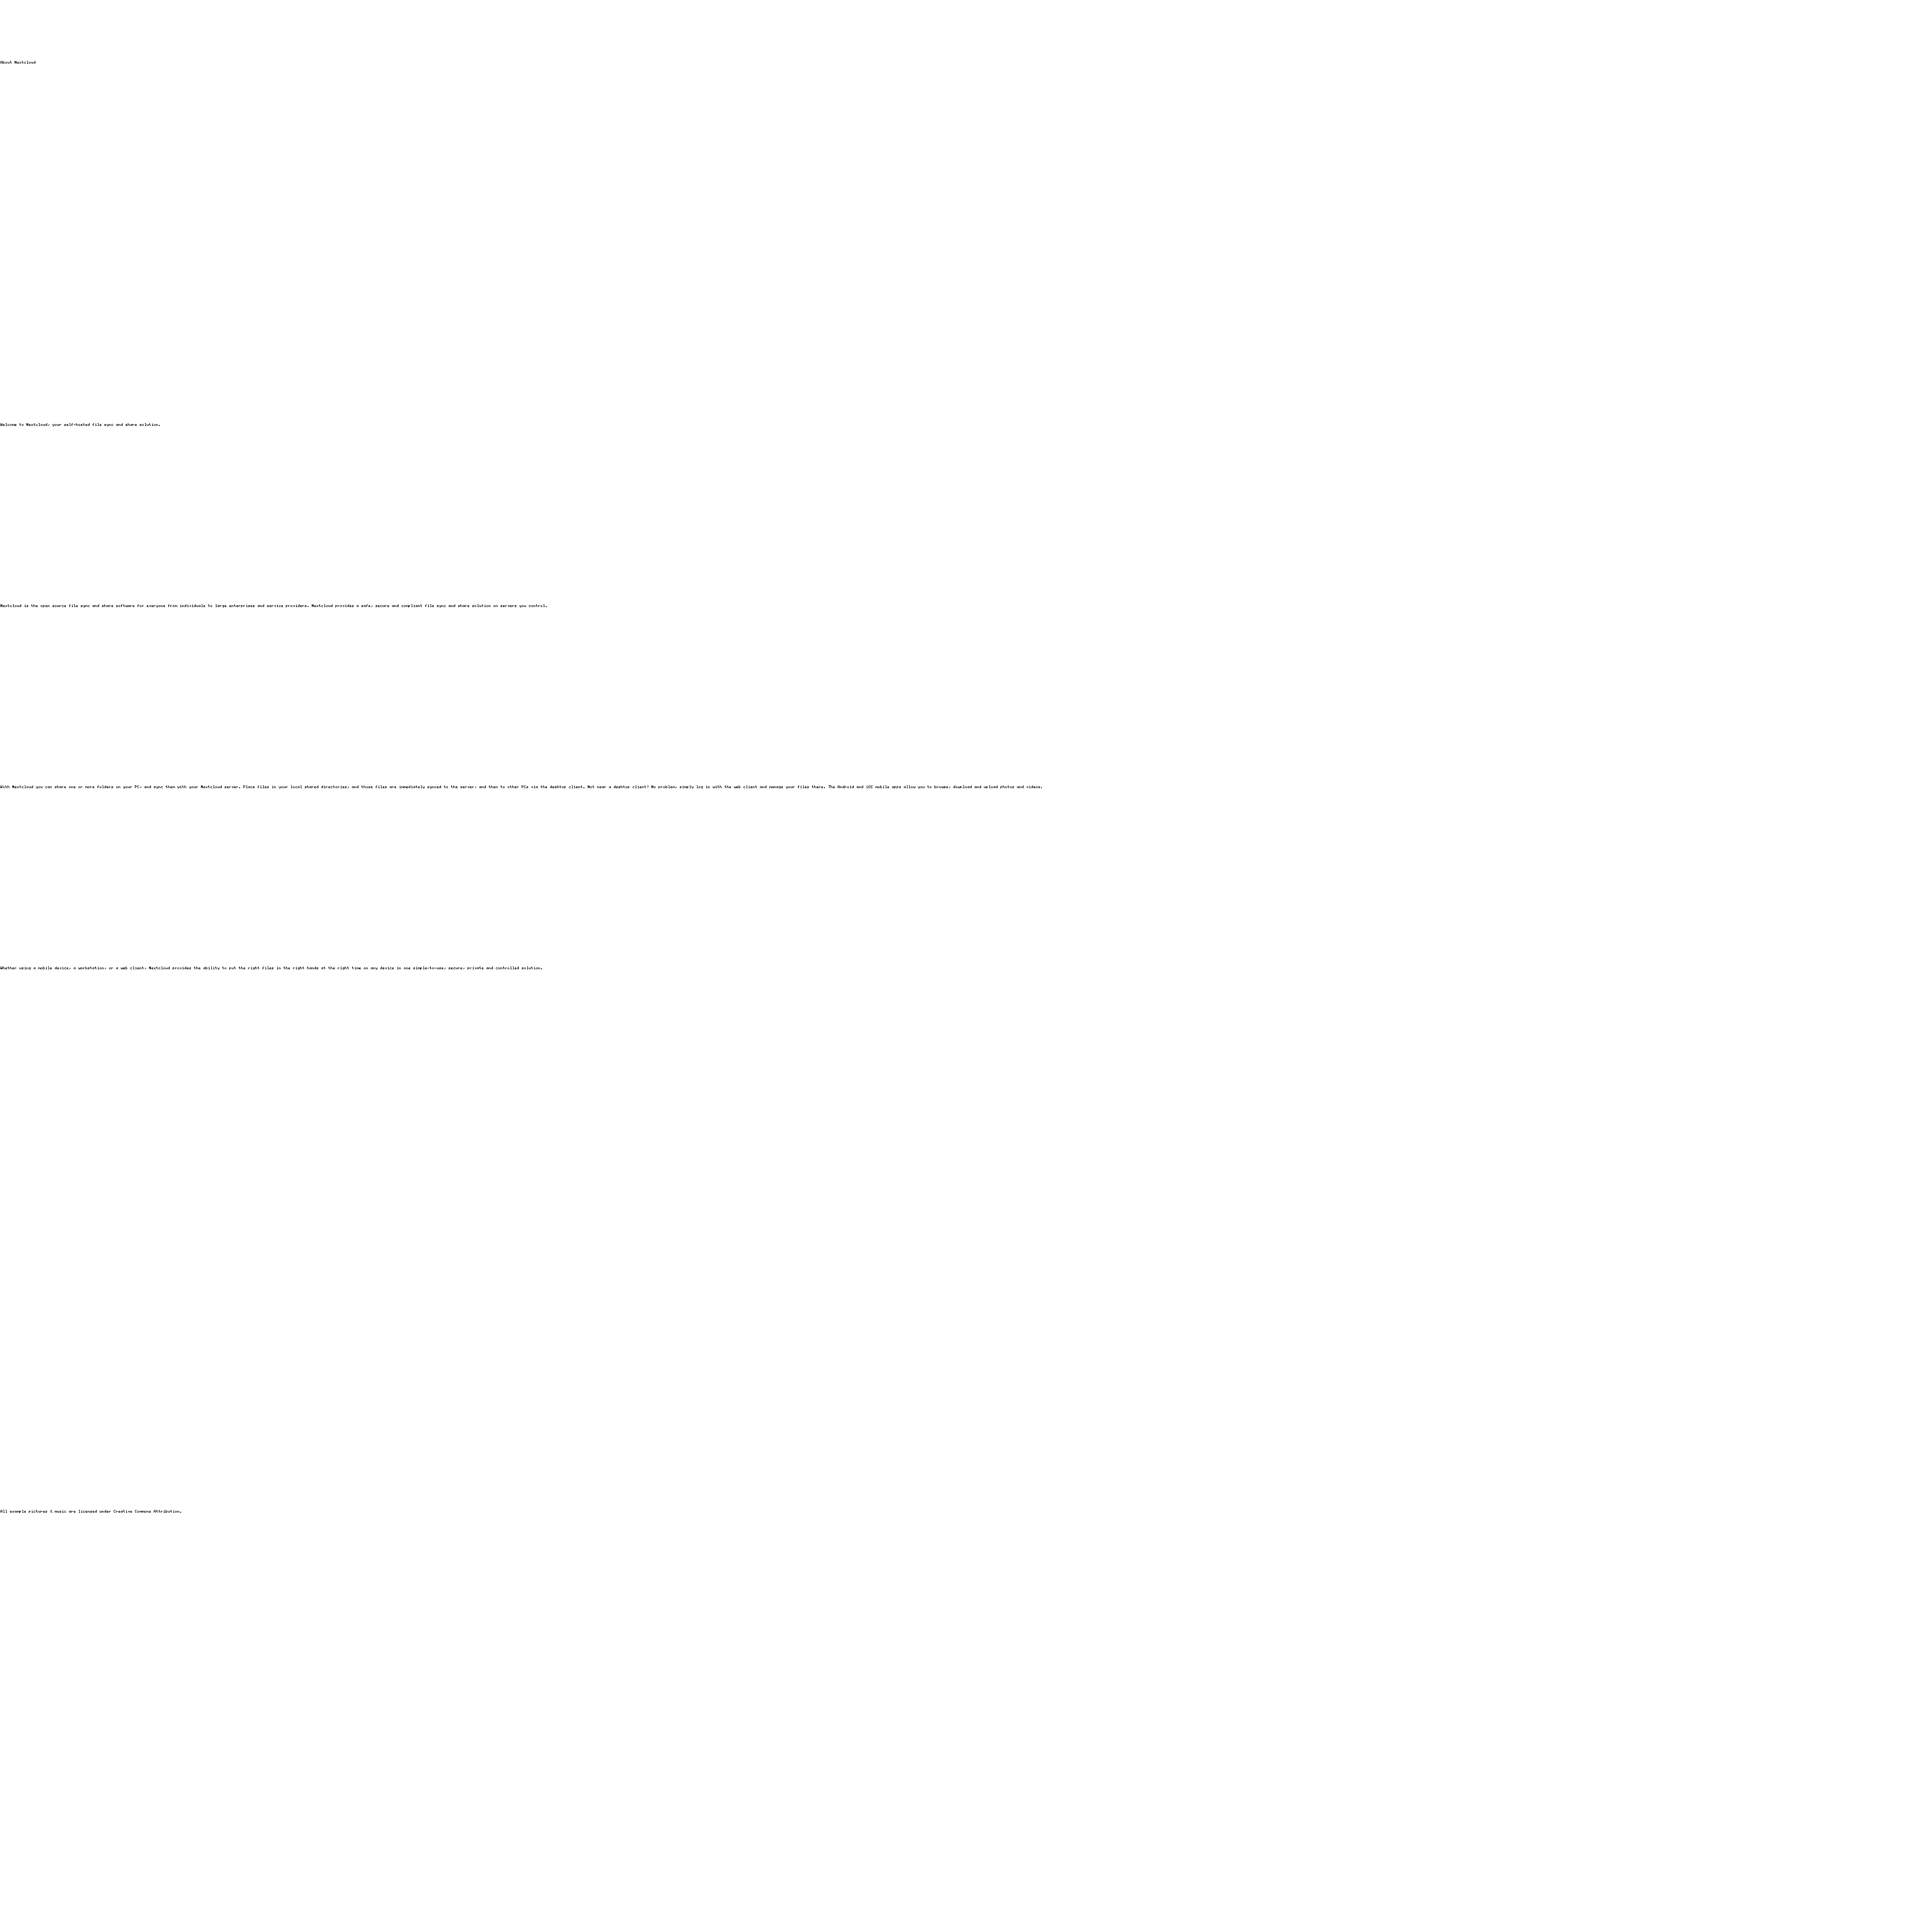 About Nextcloud
Welcome to Nextcloud, your self-hosted file sync and share solution.
Nextcloud is the open source file sync and share software for everyone from individuals to large enterprises and service providers. Nextcloud provides a safe, secure and compliant file sync and share solution on servers you control.
With Nextcloud you can share one or more folders on your PC, and sync them with your Nextcloud server. Place files in your local shared directories, and those files are immediately synced to the server, and then to other PCs via the desktop client. Not near a desktop client? No problem, simply log in with the web client and manage your files there. The Android and iOS mobile apps allow you to browse, download and upload photos and videos.
Whether using a mobile device, a workstation, or a web client, Nextcloud provides the ability to put the right files in the right hands at the right time on any device in one simple-to-use, secure, private and controlled solution.
All example pictures & music are licensed under Creative Commons Attribution.